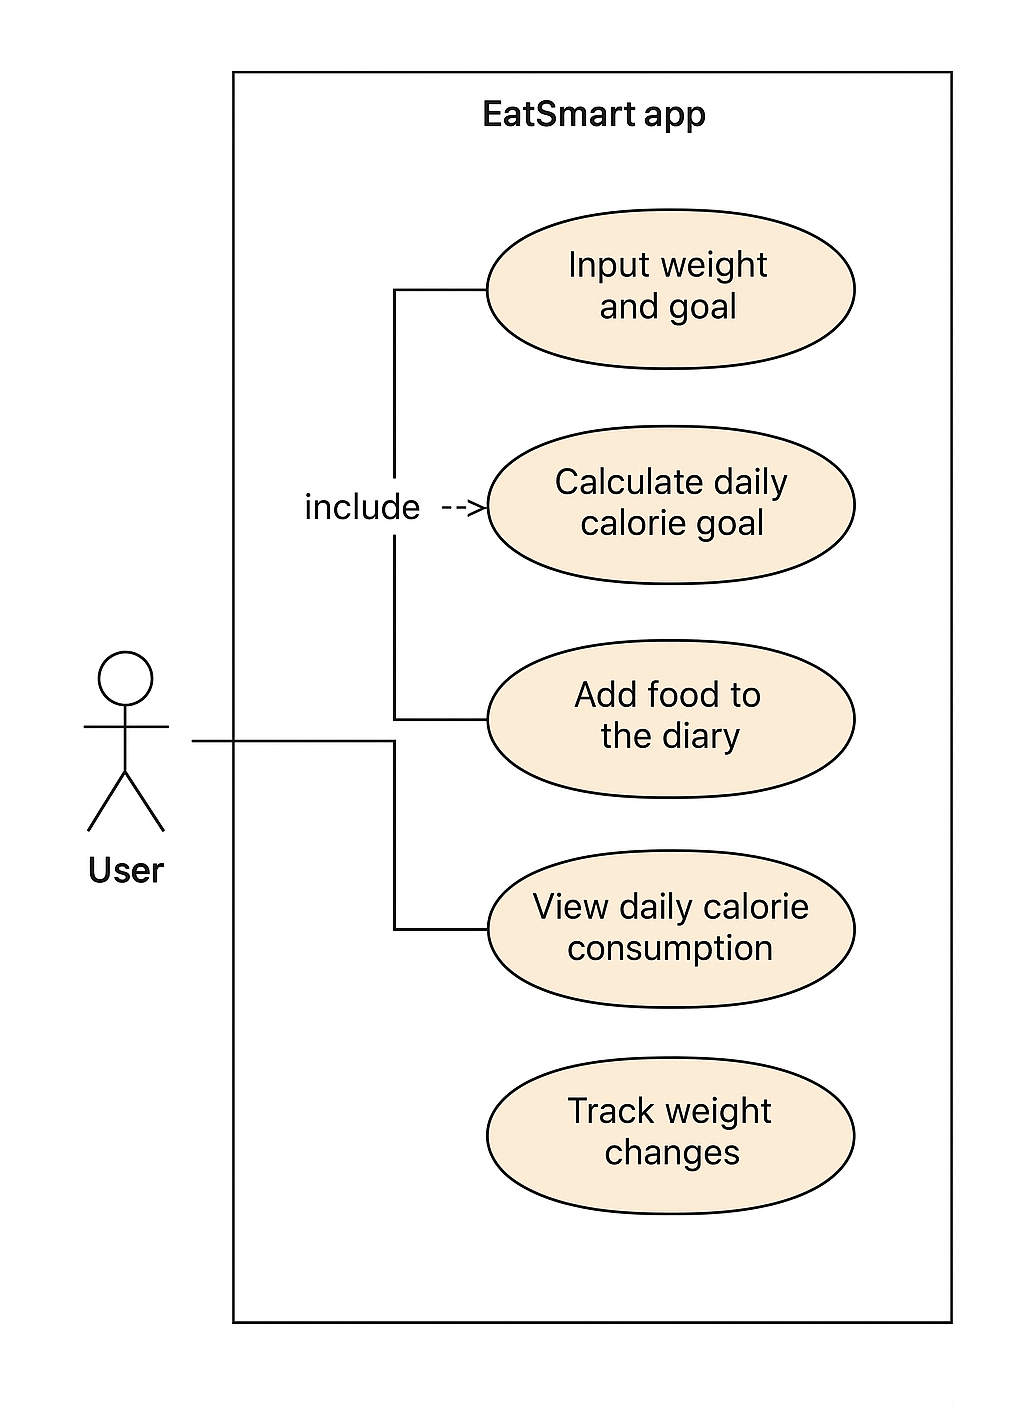 EatSmart app
Input weight
and goal
include -->
Calculate daily
calorie goal
Add food to
the diary
User
View daily calorie
consumption
Track weight
changes